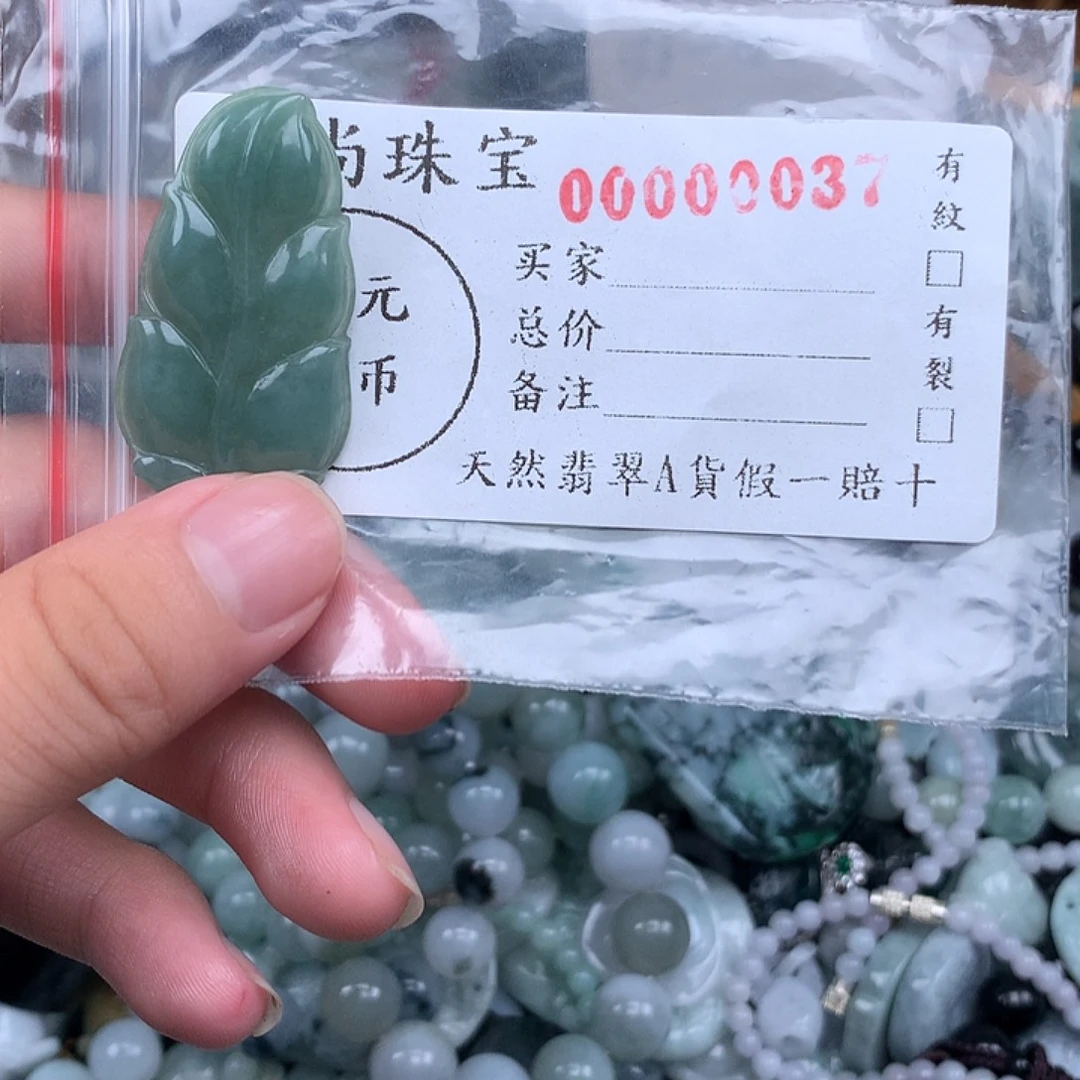 尚珠宝
00000037
元
币
买家
总价
备注
天然翡翠A貨假一賠十
有紋
有裂